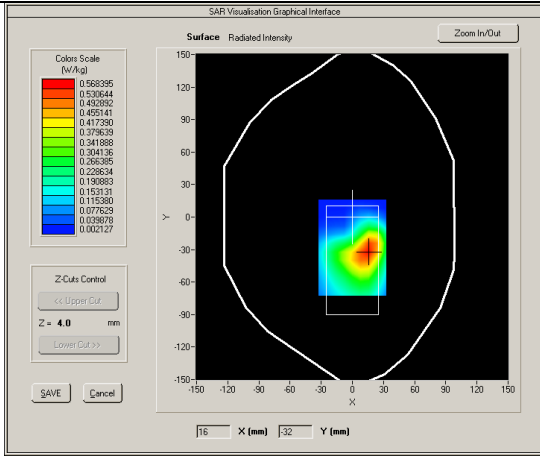 SAR Visualisation Graphical Interface
Surface Radiated Intensity
Zoom In/Out
Colors Scale
(W/kg)
0.568395
0.530644
0.492892
0.455141
0.417390
0.379639
0.341888
0.304136
0.266385
0.228634
0.190883
0.153131
0.115380
0.077629
0.039878
0.002127
150
120
90
60
30
0
-30
-60
-90
-120
-150
Y
-150 -120 -90 -60 -30 0 30 60 90 120 150
X
Z-Cuts Control
<< Upper Cut
Z = 4.0 mm
Lower Cut >>
SAVE Cancel
16 X (mm) -32 Y (mm)